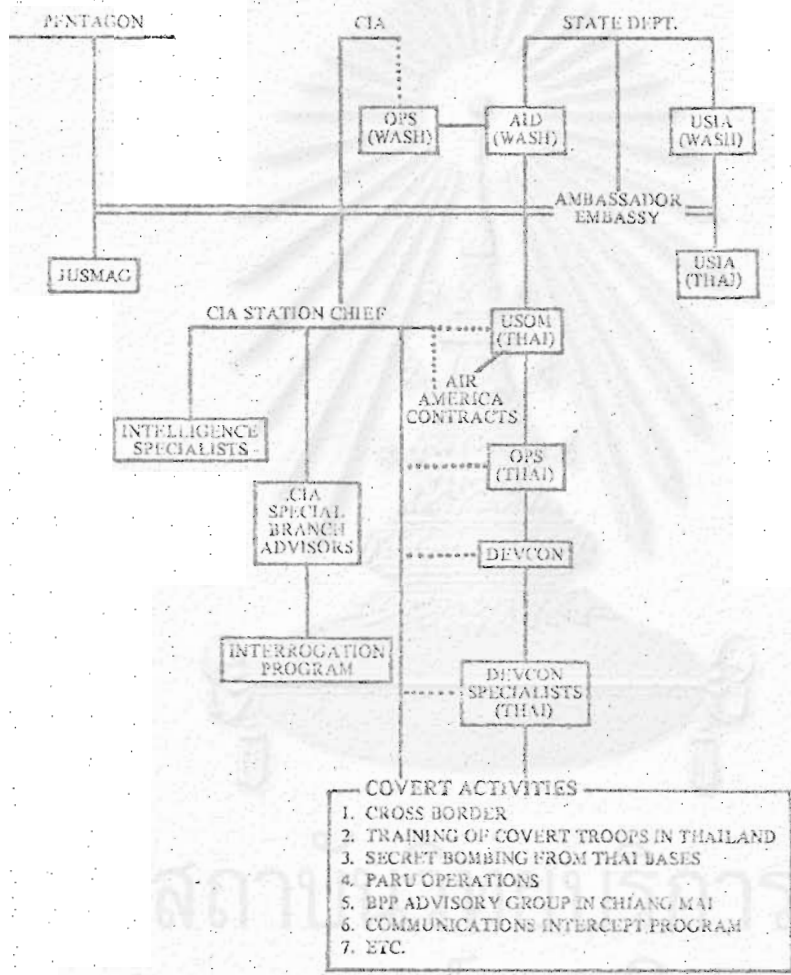 PENTAGON
CIA
STATE DEPT.
OPS
(WASH)
AID
(WASH)
USIA
(WASH)
AMBASSADOR
EMBASSY
JUSMAG
USIA
(THAI)
CIA STATION CHIEF
USOM
(THAI)
AIR
AMERICA
CONTRACTS
INTELLIGENCE
SPECIALISTS
OPS
(THAI)
CIA
SPECIAL
BRANCH
ADVISORS
DEVCON
INTERROGATION
PROGRAM
DEVCON
SPECIALISTS
(THAI)
COVERT ACTIVITIES
1. CROSS BORDER
2. TRAINING OF COVERT TROOPS IN THAILAND
3. SECRET BOMBING FROM THAI BASES
4. PARU OPERATIONS
5. BPP ADVISORY GROUP IN CHIANG MAI
6. COMMUNICATIONS INTERCEPT PROGRAM
7. ETC.